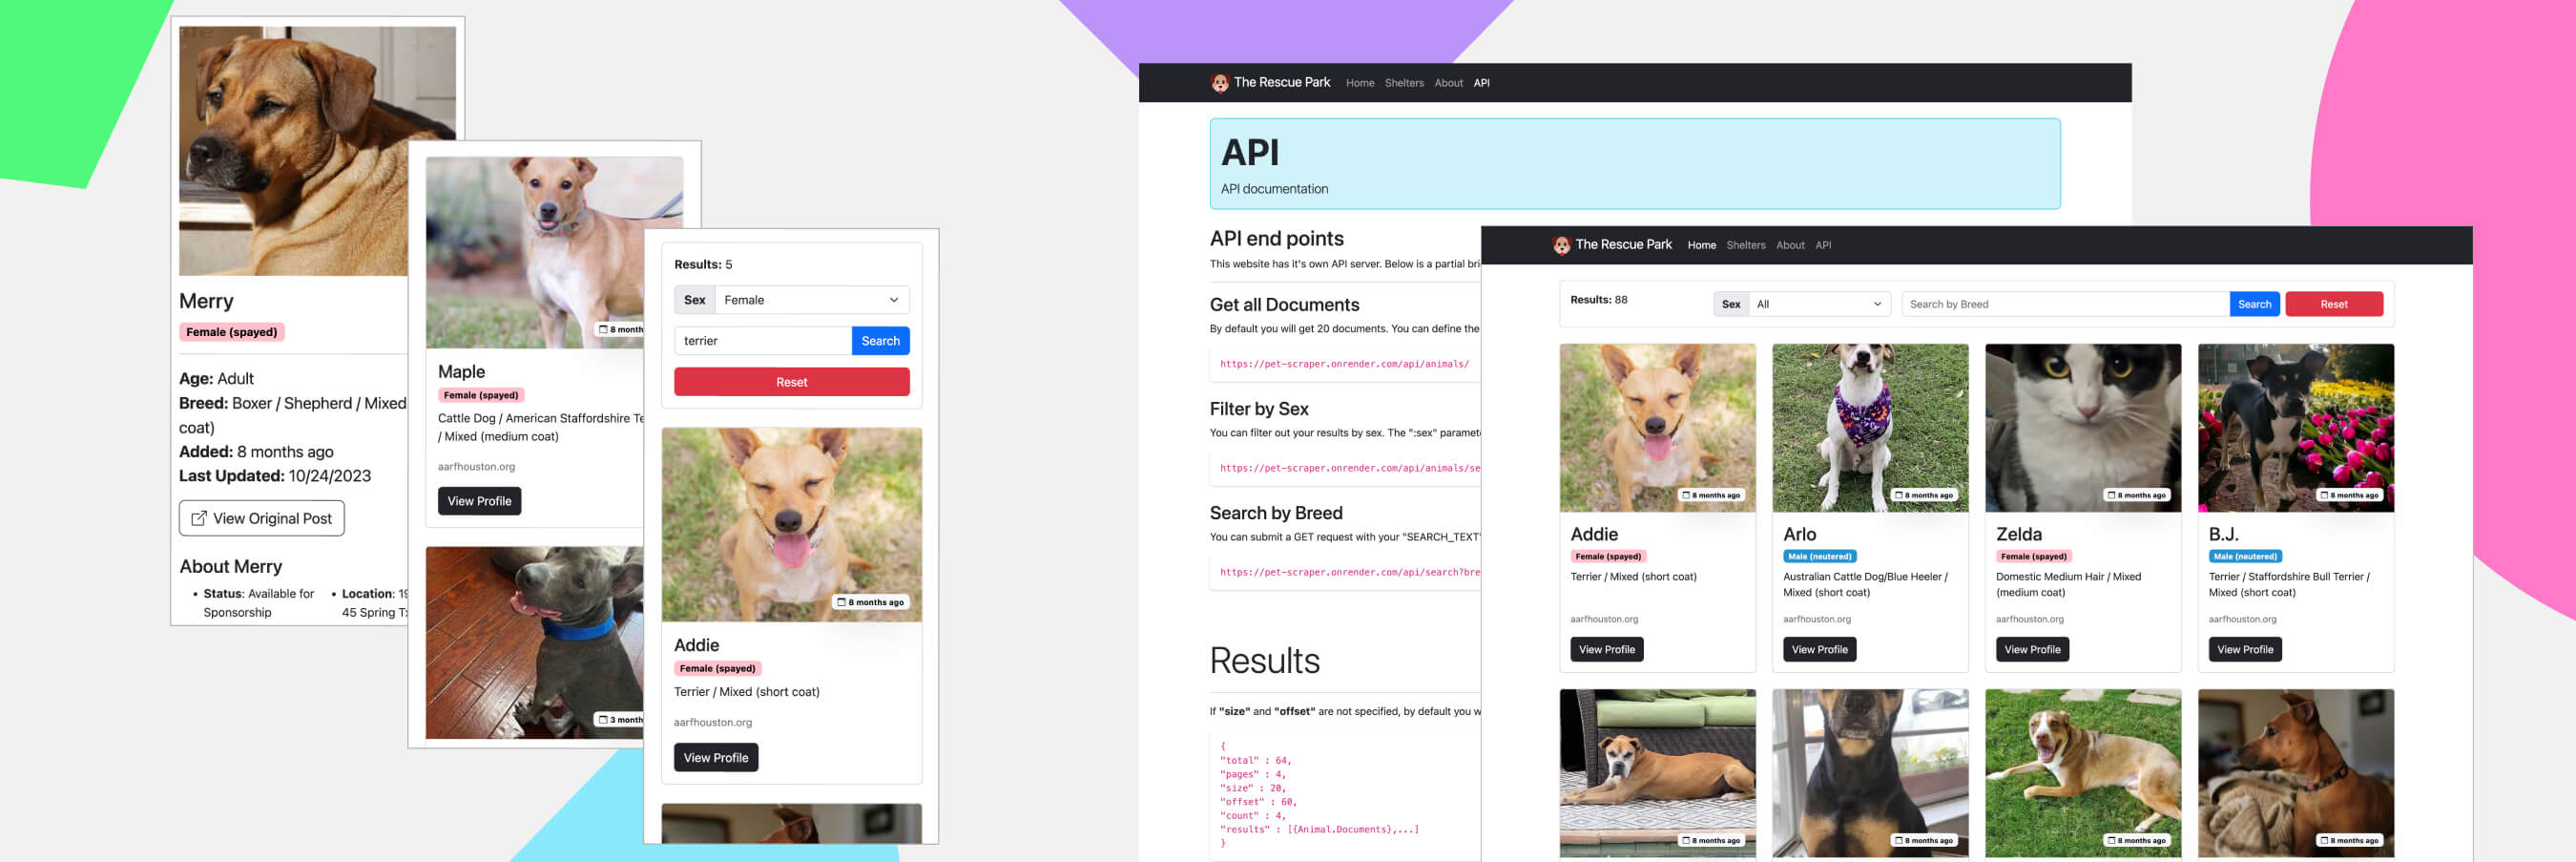 Merry
Female (spayed)
Age: Adult
Breed: Boxer / Shepherd / Mixed
coat)
Added: 8 months ago
Last Updated: 10/24/2023
View Original Post
About Merry
• Status: Available for
Sponsorship
• Location:
45 Spring
8 month
Maple
Female (spayed)
Cattle Dog / American Staffordshire Te
/ Mixed (medium coat)
aarfhouston.org
View Profile
3 month
Results: 5
Sex Female
terrier Search
Reset
8 months ago
Addie
Female (spayed)
Terrier / Mixed (short coat)
aarfhouston.org
View Profile
The Rescue Park Home Shelters About API
API
API documentation
API end points
This website has it's own API server. Below is a partial bri
Get all Documents
By default you will get 20 documents. You can define the
https://pet-scraper.onrender.com/api/animals/
Filter by Sex
You can filter out your results by sex. The ":sex" paramet
https://pet-scraper.onrender.com/api/animals/se
Search by Breed
You can submit a GET request with your "SEARCH_TEXT"
https://pet-scraper.onrender.com/api/search?bre
Results
If "size" and "offset" are not specified, by default you w
{
"total" : 64,
"pages" : 4,
"size" : 20,
"offset" : 60,
"count" : 4,
"results" : [{Animal.Documents},...]
}
The Rescue Park Home Shelters About API
Results: 88 Sex All Search by Breed Search Reset
8 months ago
Addie
Female (spayed)
Terrier / Mixed (short coat)
aarfhouston.org
View Profile
8 months ago
Arlo
Male (neutered)
Australian Cattle Dog/Blue Heeler /
Mixed (short coat)
aarfhouston.org
View Profile
8 months ago
Zelda
Female (spayed)
Domestic Medium Hair / Mixed
(medium coat)
aarfhouston.org
View Profile
8 months ago
B.J.
Male (neutered)
Terrier / Staffordshire Bull Terrier /
Mixed (short coat)
aarfhouston.org
View Profile
8 months ago
8 months ago
8 months ago
8 months ago